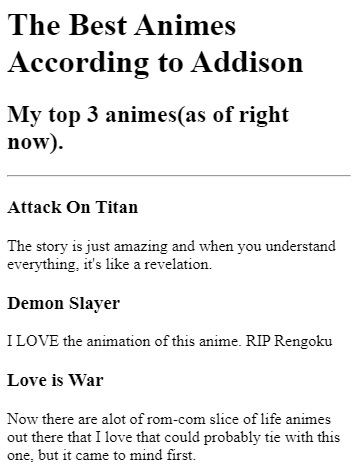 The Best Animes
According to Addison
My top 3 animes(as of right
now).
Attack On Titan
The story is just amazing and when you understand
everything, it's like a revelation.
Demon Slayer
I LOVE the animation of this anime. RIP Rengoku
Love is War
Now there are alot of rom-com slice of life animes
out there that I love that could probably tie with this
one, but it came to mind first.